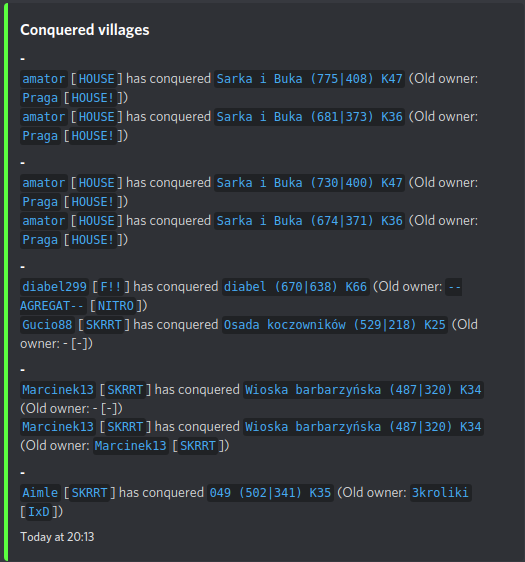 Conquered villages
-
amator [HOUSE] has conquered Sarka i Buka (775|408) K47 (Old owner:
Praga [HOUSE!])
amator [HOUSE] has conquered Sarka i Buka (681|373) K36 (Old owner:
Praga [HOUSE!])
-
amator [HOUSE] has conquered Sarka i Buka (730|400) K47 (Old owner:
Praga [HOUSE!])
amator [HOUSE] has conquered Sarka i Buka (674|371) K36 (Old owner:
Praga [HOUSE!])
-
diabel299 [F!!] has conquered diabel (670|638) K66 (Old owner: --
AGREGAT-- [NITRO])
Gucio88 [SKRRT] has conquered Osada koczowników (529|218) K25 (Old
owner: - [-])
-
Marcinek13 [SKRRT] has conquered Wioska barbarzyńska (487|320) K34
(Old owner: - [-])
Marcinek13 [SKRRT] has conquered Wioska barbarzyńska (487|320) K34
(Old owner: Marcinek13 [SKRRT])
-
Aimle [SKRRT] has conquered 049 (502|341) K35 (Old owner: 3kroliki
[IxD])
Today at 20:13